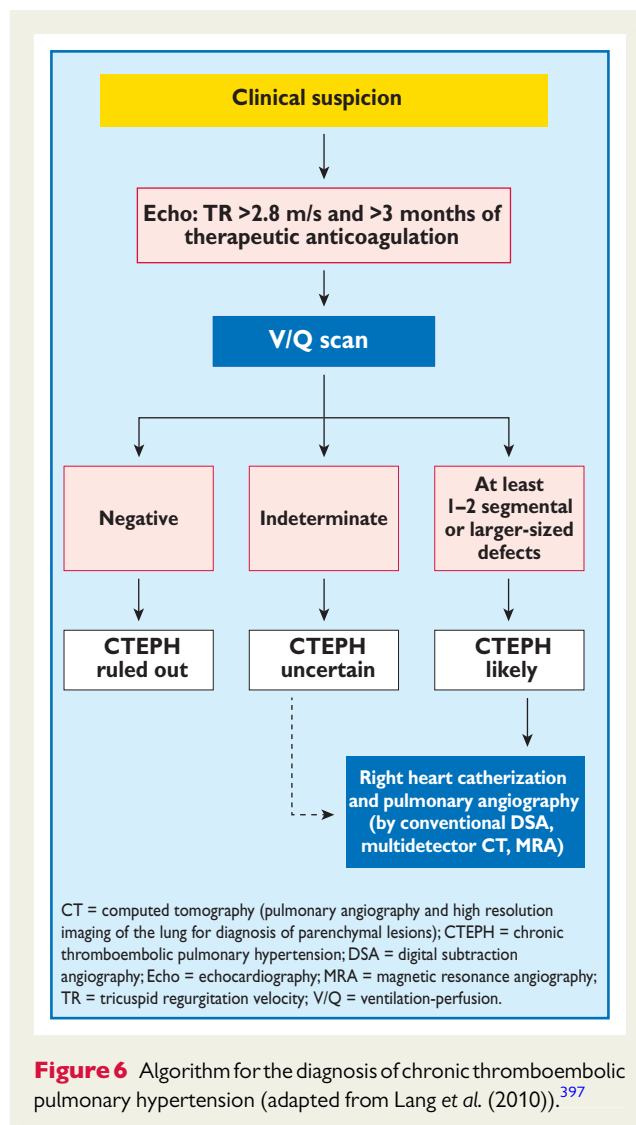 Clinical suspicion
Echo: TR >2.8 m/s and >3 months of
therapeutic anticoagulation
V/Q scan
Negative
Indeterminate
At least
1–2 segmental
or larger-sized
defects
CTEPH
ruled out
CTEPH
uncertain
CTEPH
likely
Right heart catherization
and pulmonary angiography
(by conventional DSA,
multidetector CT, MRA)
CT = computed tomography (pulmonary angiography and high resolution
imaging of the lung for diagnosis of parenchymal lesions); CTEPH = chronic
thromboembolic pulmonary hypertension; DSA = digital subtraction
angiography; Echo = echocardiography; MRA = magnetic resonance angiography;
TR = tricuspid regurgitation velocity; V/Q = ventilation-perfusion.
Figure 6 Algorithm for the diagnosis of chronic thromboembolic
pulmonary hypertension (adapted from Lang et al. (2010)).397